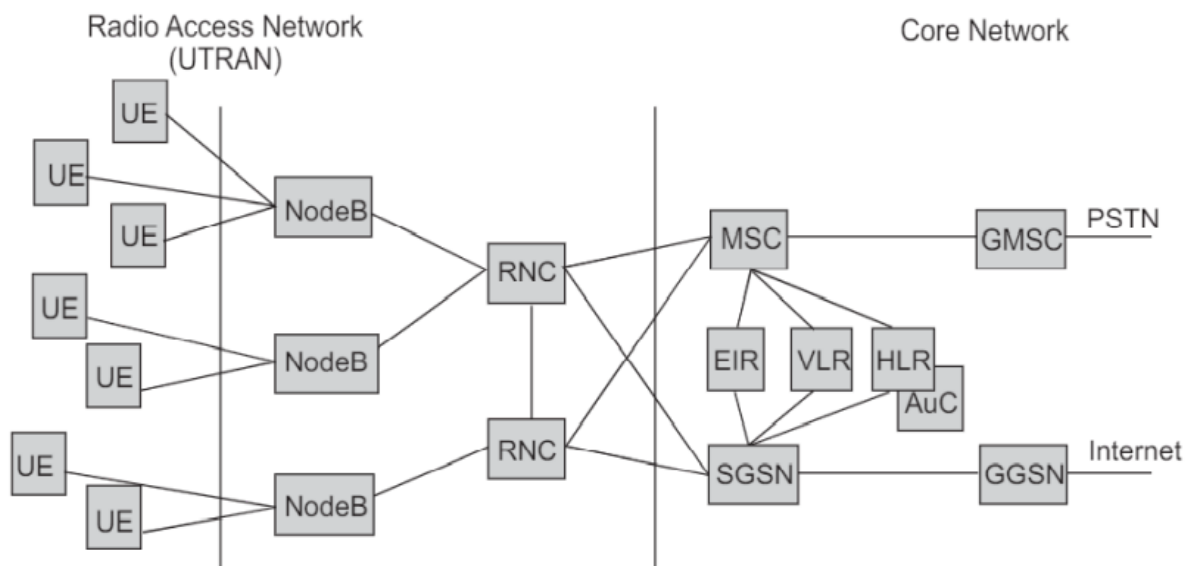 Radio Access Network
(UTRAN)
Core Network
UE
UE
UE
NodeB
UE
UE
NodeB
UE
UE
NodeB
RNC
RNC
MSC
GMSC
PSTN
EIR
VLR
HLR
AuC
SGSN
GGSN
Internet